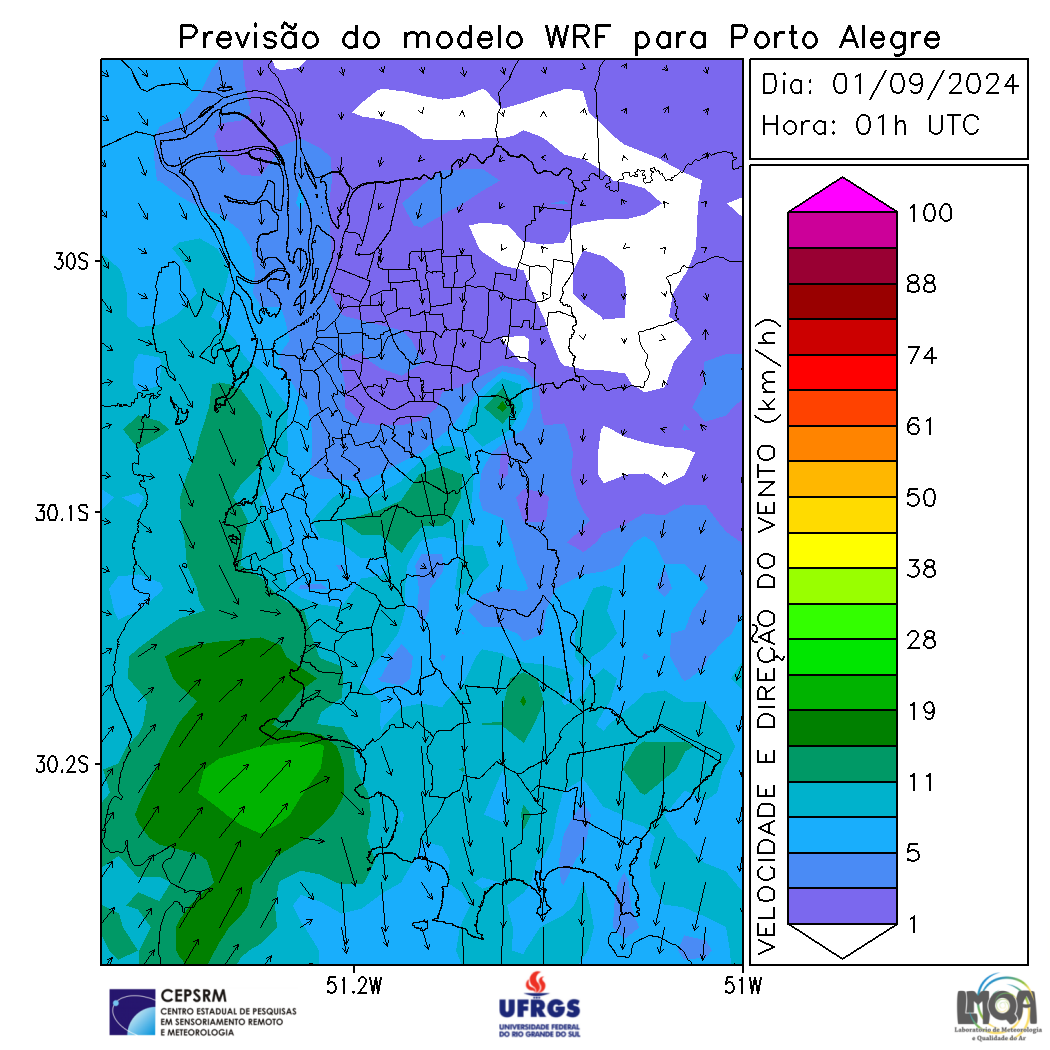 Previsão do modelo WRF para Porto Alegre
Dia: 01/09/2024
Hora: 01h UTC
30S
30.1S
30.2S
51.2W
51W
VELOCIDADE E DIREÇÃO DO VENTO (km/h)
100
88
74
61
50
38
28
19
11
5
1
CEPSRM
CENTRO ESTADUAL DE PESQUISAS
EM SENSORIAMENTO REMOTO
E METEOROLOGIA
UFRGS
UNIVERSIDADE FEDERAL
DO RIO GRANDE DO SUL
LMQA
Laboratório de Meteorologia
e Qualidade do Ar